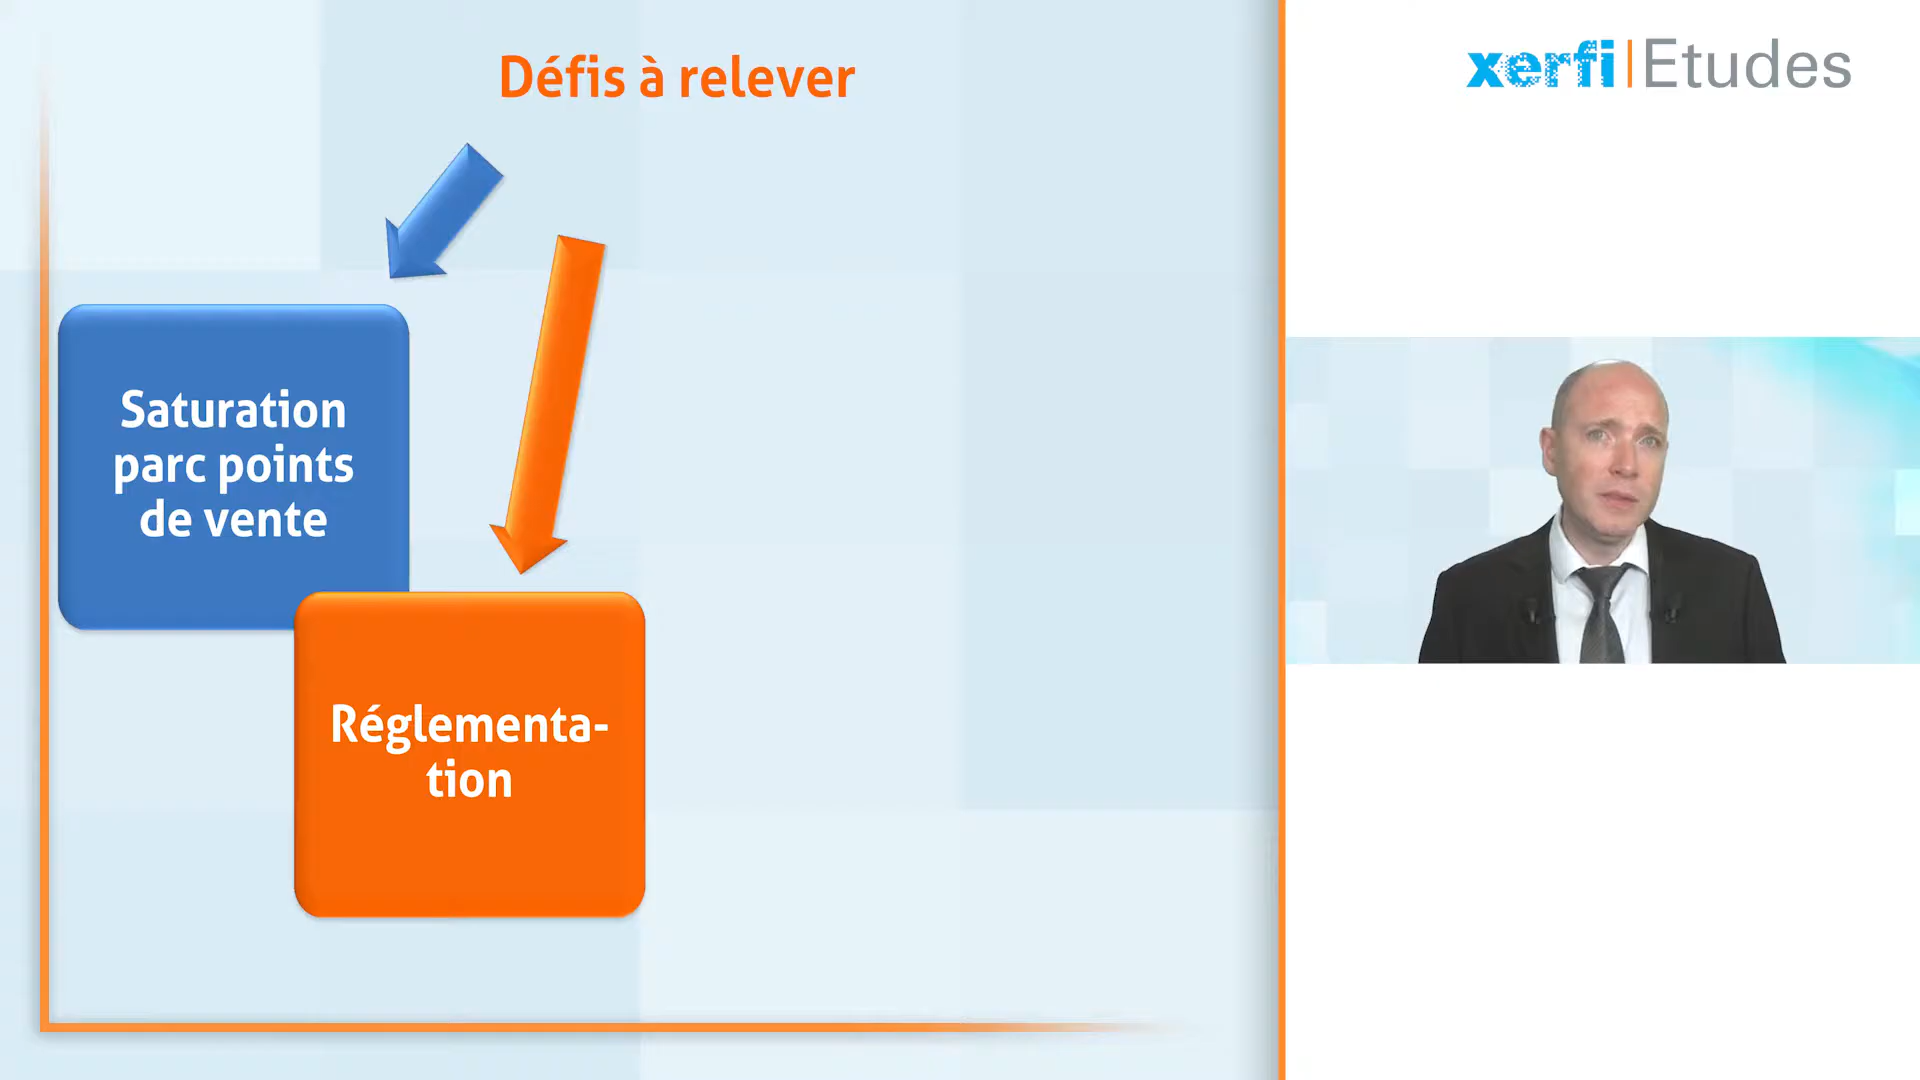 Défis à relever
xerfi Etudes
Saturation
parc points
de vente
Réglementa-
tion